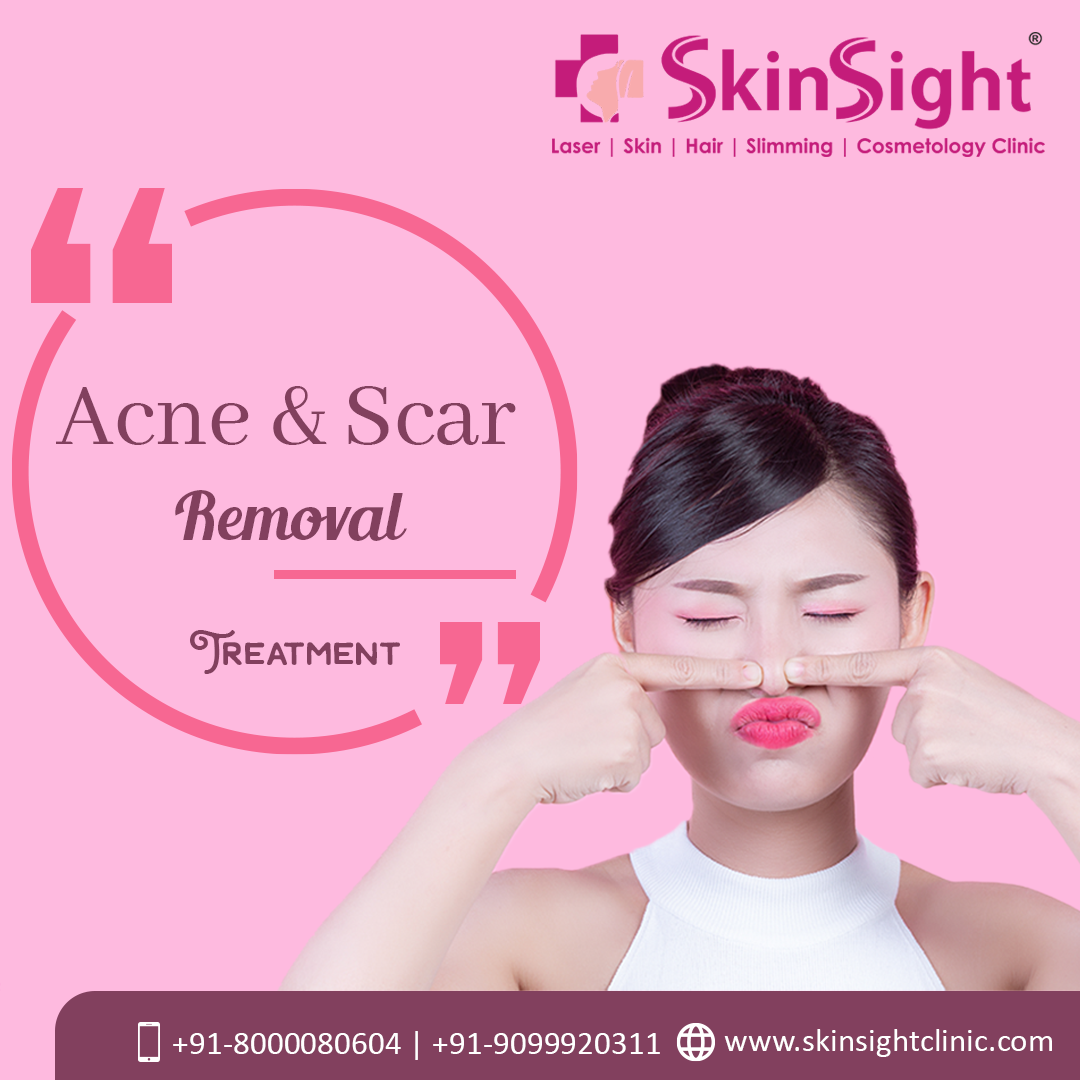 SkinSight®
Laser | Skin | Hair | Slimming | Cosmetology Clinic
“
Acne & Scar
Removal
Treatment
”
+91-8000080604 | +91-9099920311 www.skinsightclinic.com